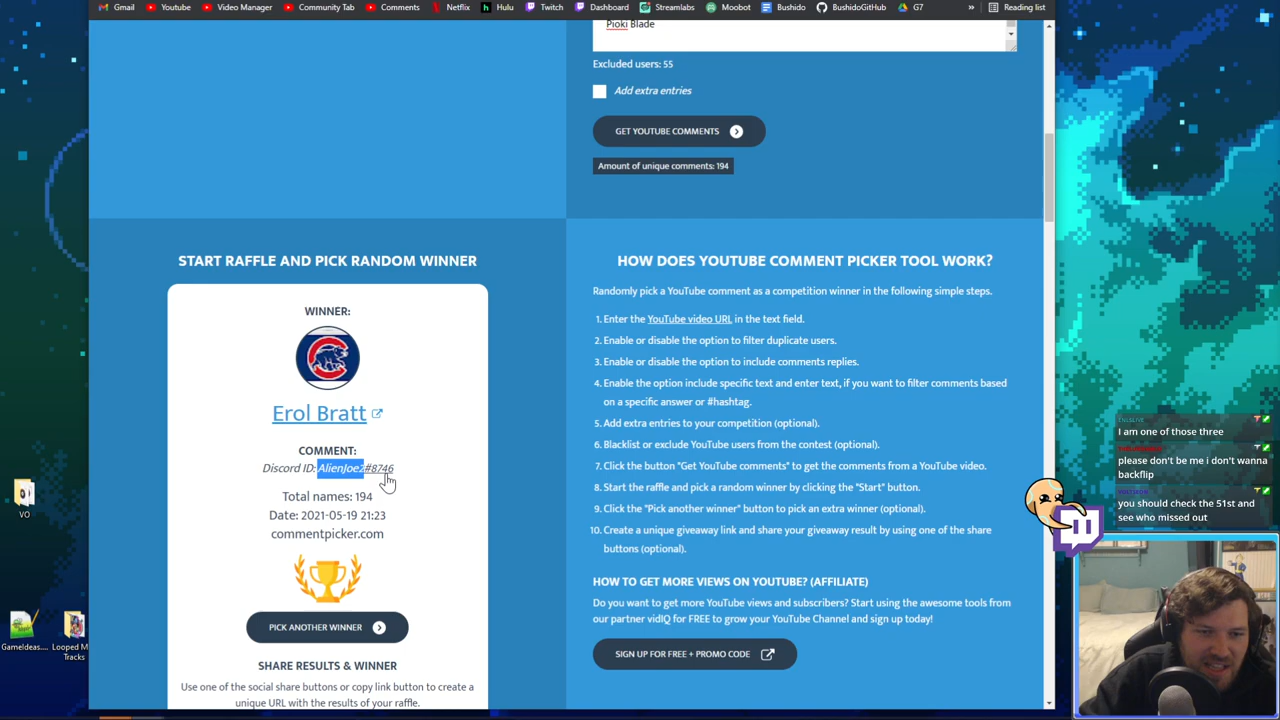 Gmail Youtube Video Manager Community Tab Comments Netflix Hulu Twitch Dashboard Streamlabs Moobot Bushido BushidoGitHub G7 » Reading list
Pioki Blade
Excluded users: 55
Add extra entries
GET YOUTUBE COMMENTS
Amount of unique comments: 194
START RAFFLE AND PICK RANDOM WINNER
WINNER:
Erol Bratt
COMMENT:
Discord ID: AlienJoe2#8746
Total names: 194
Date: 2021-05-19 21:23
commentpicker.com
PICK ANOTHER WINNER
SHARE RESULTS & WINNER
Use one of the social share buttons or copy link button to create a
unique URL with the results of your raffle.
HOW DOES YOUTUBE COMMENT PICKER TOOL WORK?
Randomly pick a YouTube comment as a competition winner in the following simple steps.
1. Enter the YouTube video URL in the text field.
2. Enable or disable the option to filter duplicate users.
3. Enable or disable the option to include comments replies.
4. Enable the option include specific text and enter text, if you want to filter comments based
on a specific answer or #hashtag.
5. Add extra entries to your competition (optional).
6. Blacklist or exclude YouTube users from the contest (optional).
7. Click the button "Get YouTube comments" to get the comments from a YouTube video.
8. Start the raffle and pick a random winner by clicking the "Start" button.
9. Click the "Pick another winner" button to pick an extra winner (optional).
10. Create a unique giveaway link and share your giveaway result by using one of the share
buttons (optional).
HOW TO GET MORE VIEWS ON YOUTUBE? (AFFILIATE)
Do you want to get more YouTube views and subscribers? Start using the awesome tools from
our partner vidIQ for FREE to grow your YouTube Channel and sign up today!
SIGN UP FOR FREE + PROMO CODE
I am one of those three
please don't be me i don't wanna
backflip
you should check the 51st and
see who missed out
VO
GameIdeas....
Looped M
Tracks